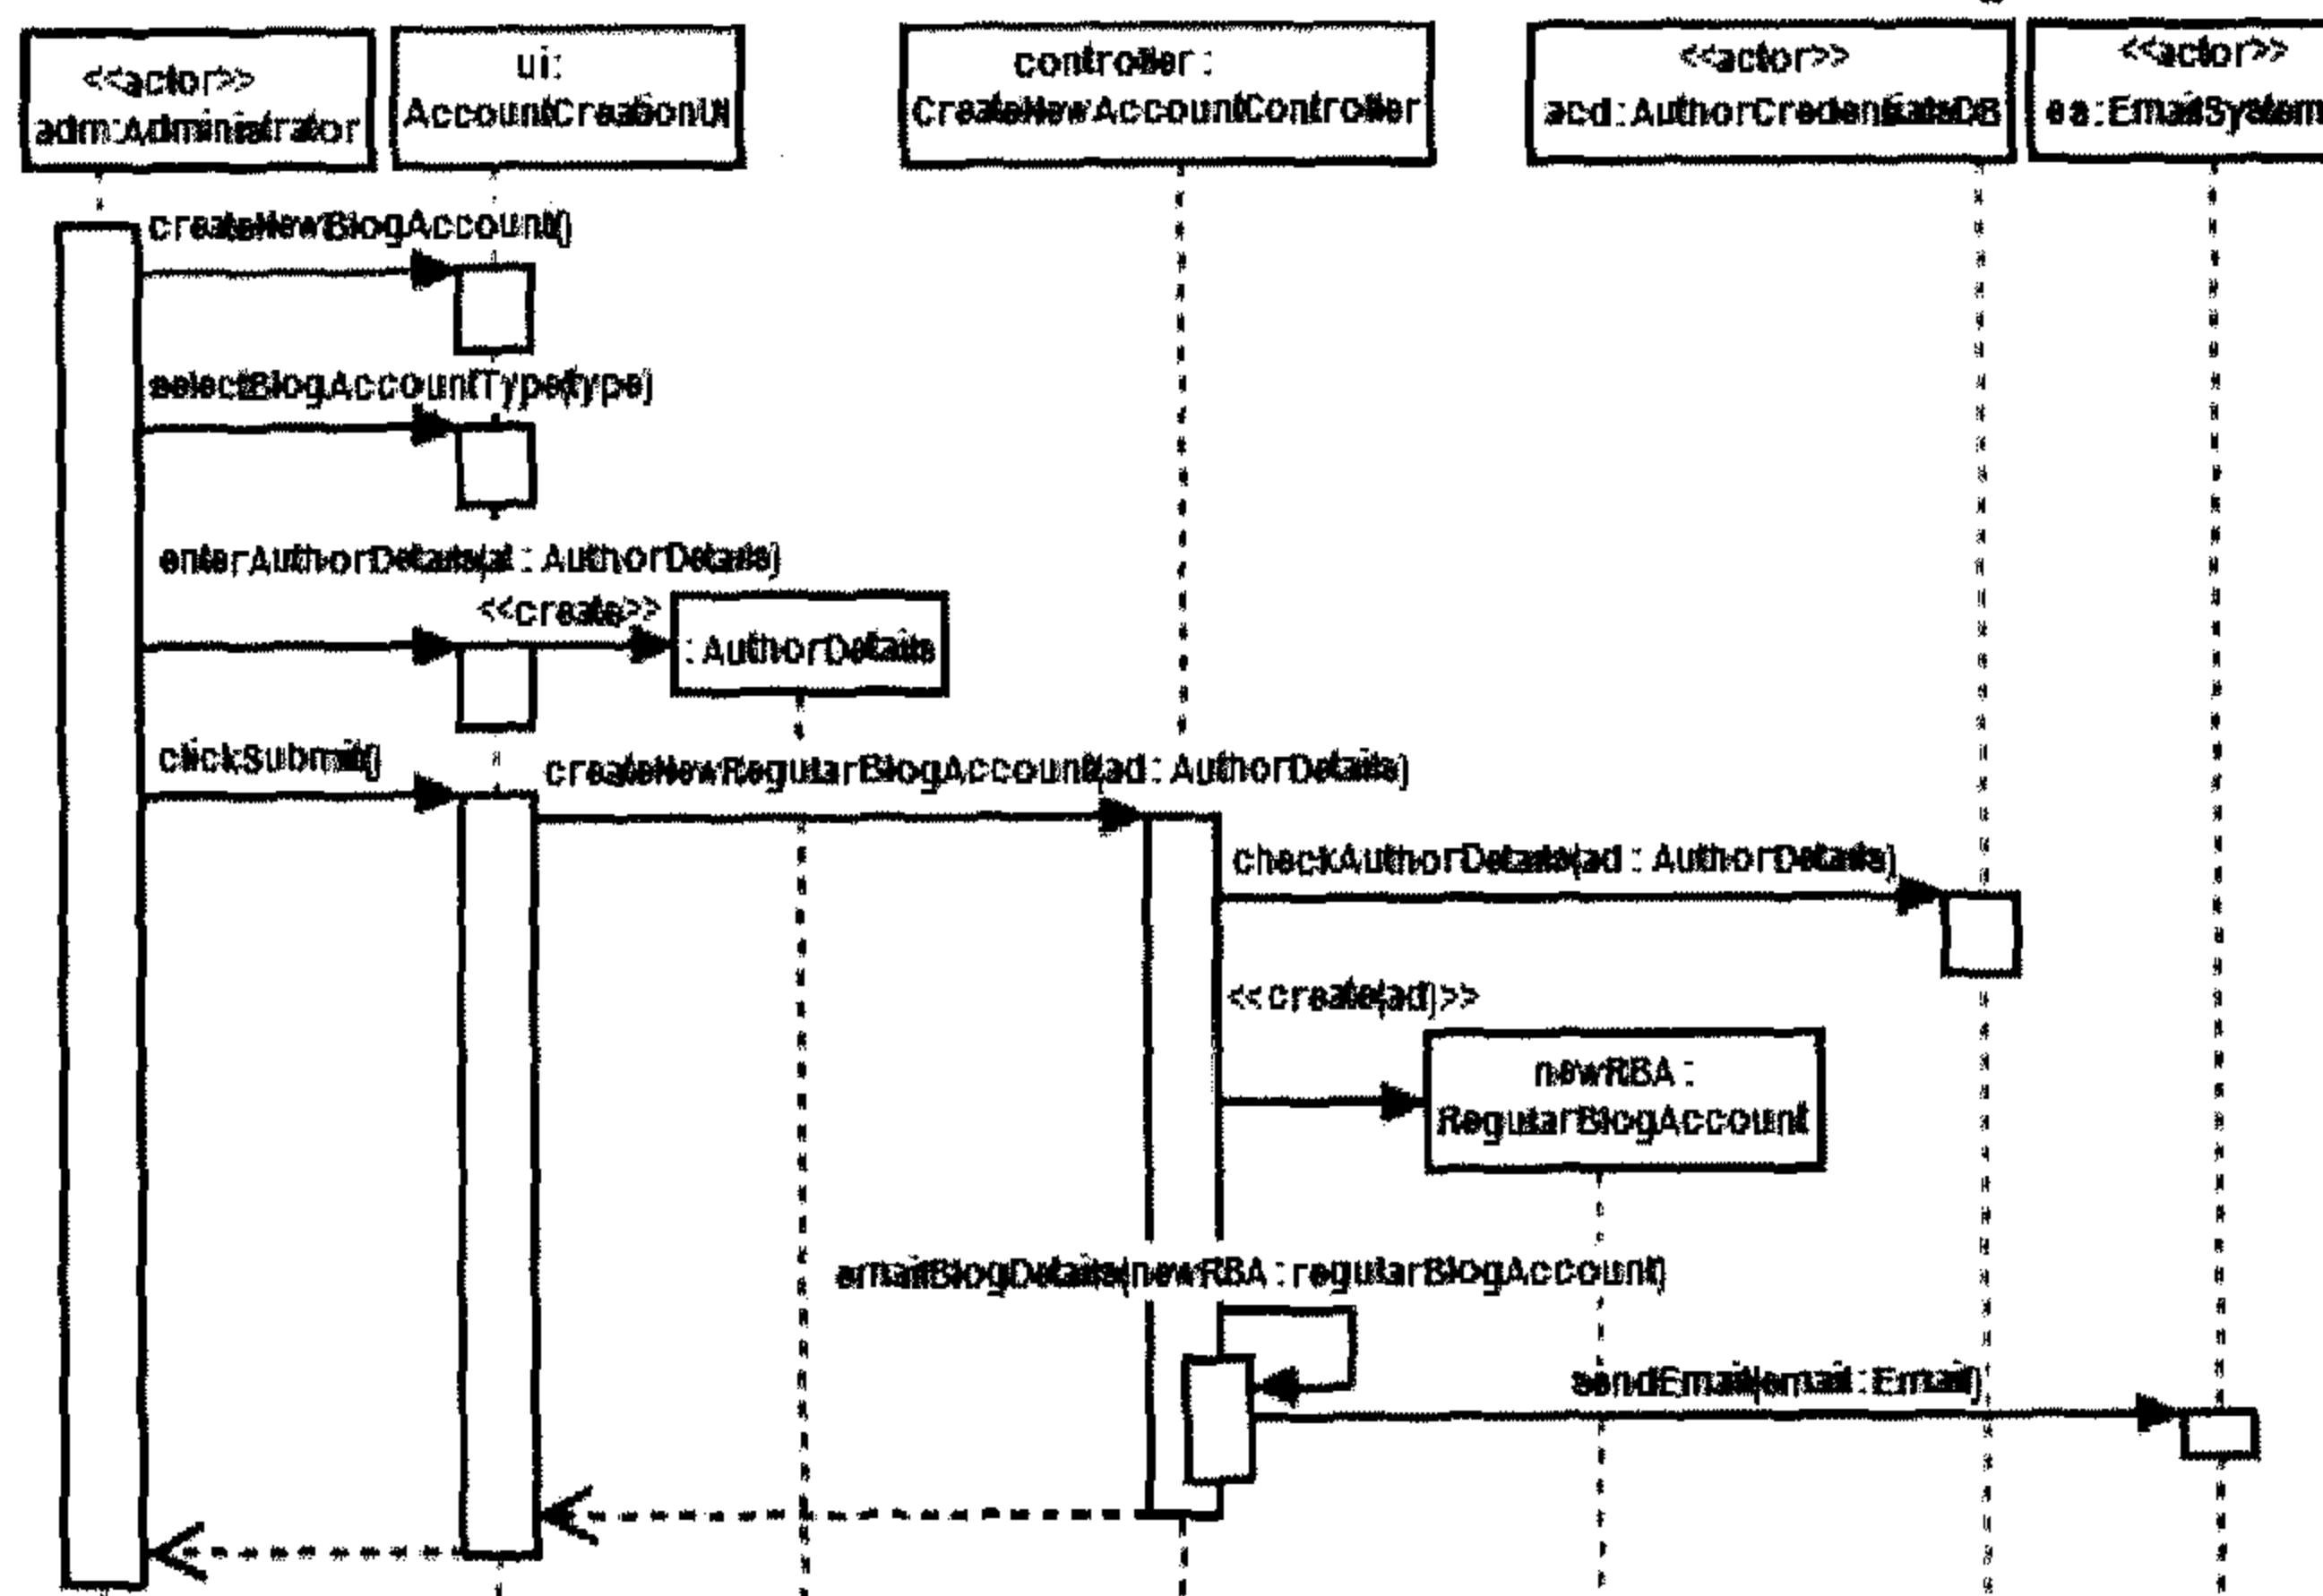 <<actor>>
adm:Administrator
ui:
AccountCreationUI
controller:
CreateNewAccountController
<<actor>>
acd:AuthorCredentialsDB
<<actor>>
es:EmailSystem
createNewBlogAccount()
selectBlogAccountType(type)
enterAuthorDetails(ad : AuthorDetails)
<<create>>
:AuthorDetails
clickSubmit()
createNewRegularBlogAccount(ad : AuthorDetails)
checkAuthorDetails(ad : AuthorDetails)
<<create(ad)>>
newRBA:
RegularBlogAccount
emailBlogDetails(newRBA:regularBlogAccount)
sendEmail(email:Email)